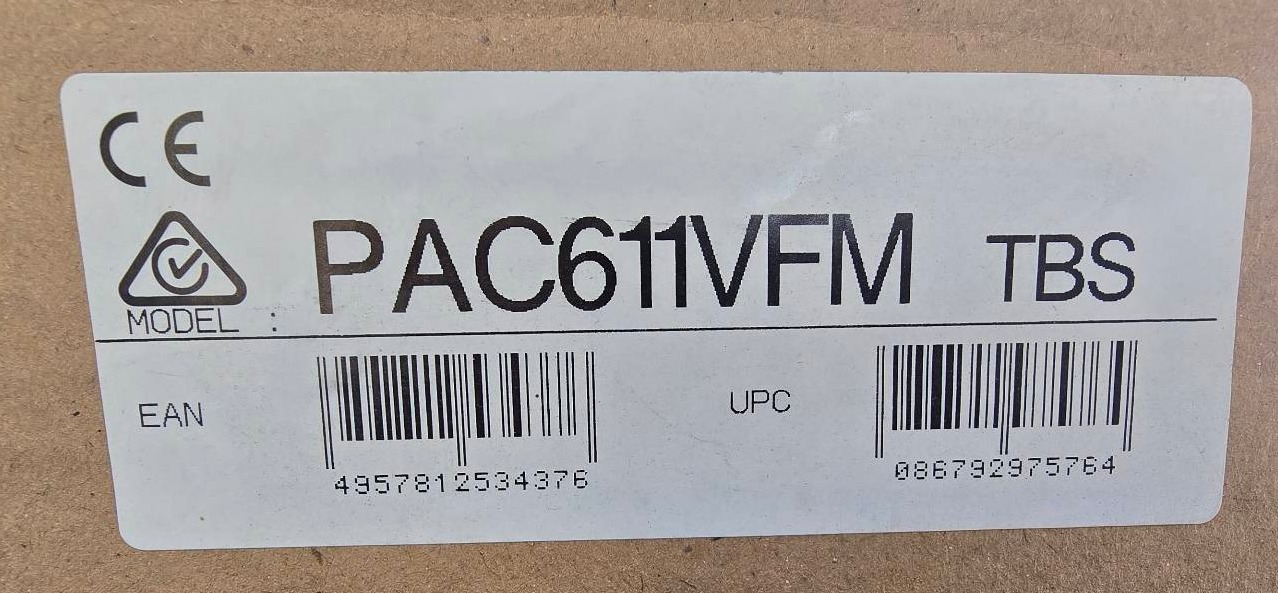 CE
MODEL : PAC611VFM TBS
EAN
4957812534376
UPC
086792975764